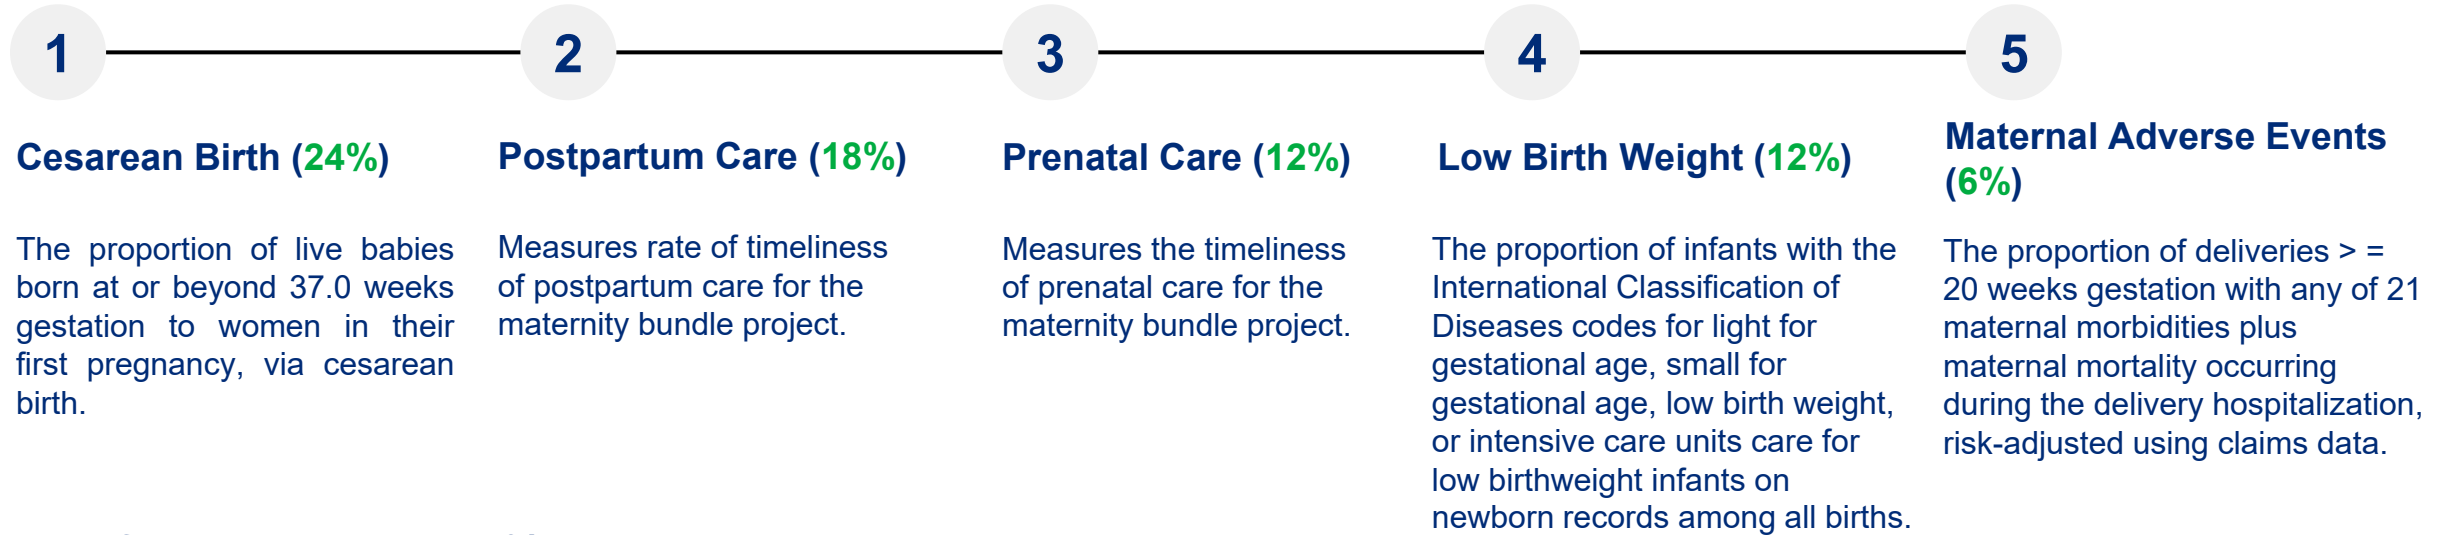 1
2
3
4
5
Cesarean Birth (24%)
The proportion of live babies
born at or beyond 37.0 weeks
gestation to women in their
first pregnancy, via cesarean
birth.
Postpartum Care (18%)
Measures rate of timeliness
of postpartum care for the
maternity bundle project.
Prenatal Care (12%)
Measures the timeliness
of prenatal care for the
maternity bundle project.
Low Birth Weight (12%)
The proportion of infants with the
International Classification of
Diseases codes for light for
gestational age, small for
gestational age, low birth weight,
or intensive care units care for
low birthweight infants on
newborn records among all births.
Maternal Adverse Events
(6%)
The proportion of deliveries > =
20 weeks gestation with any of 21
maternal morbidities plus
maternal mortality occurring
during the delivery hospitalization,
risk-adjusted using claims data.